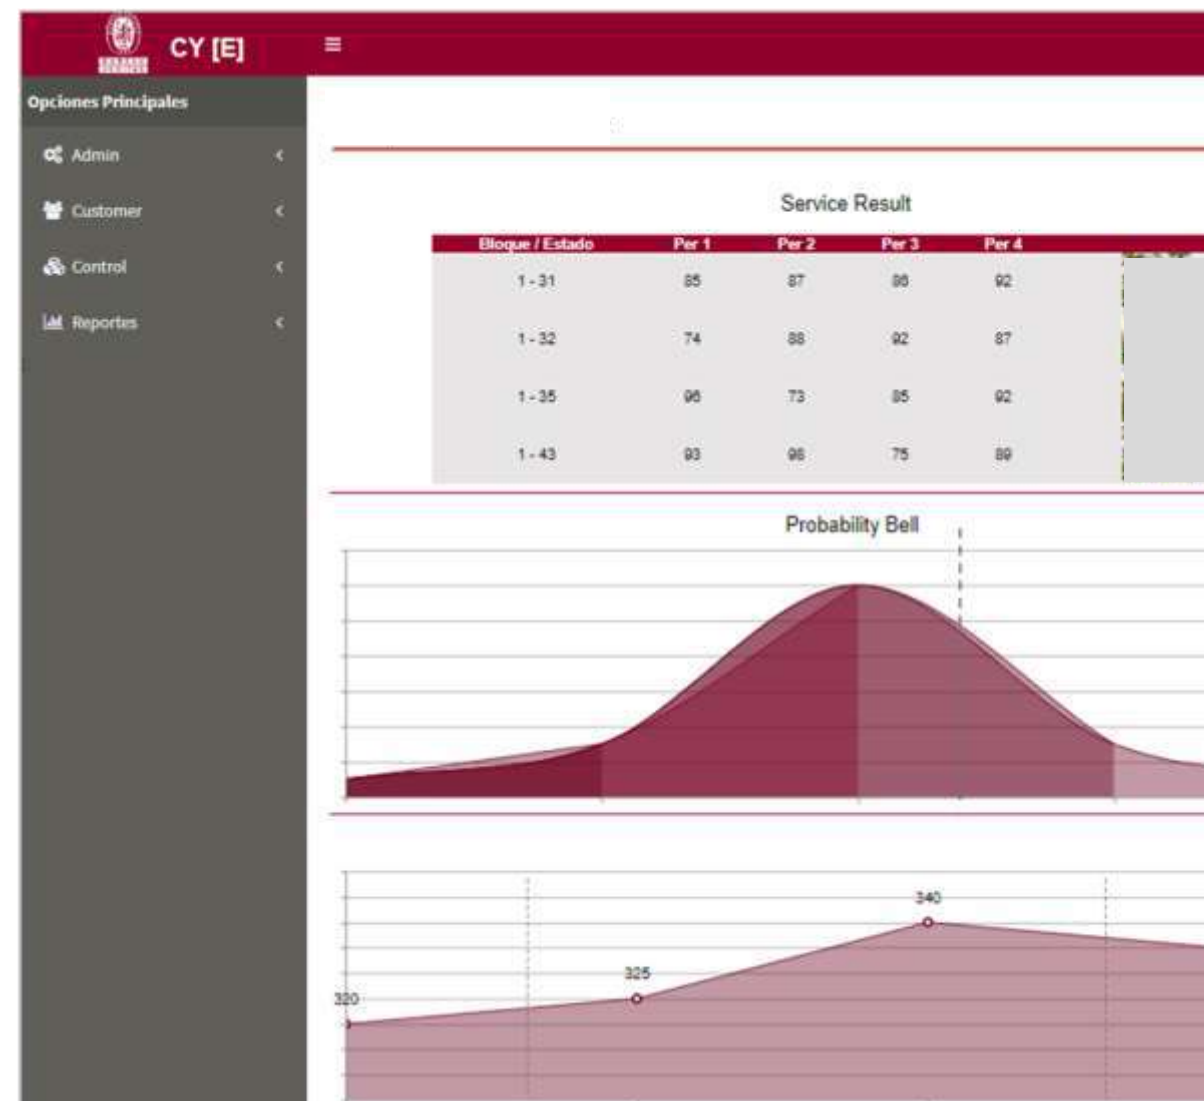 CY [E]
Opciones Principales
Admin
Customer
Control
Reportes
Service Result
Bloque / Estado Per 1 Per 2 Per 3 Per 4
1 - 31 85 87 86 92
1 - 32 74 88 92 87
1 - 35 96 73 85 92
1 - 43 93 98 75 89
Probability Bell
340
325
320